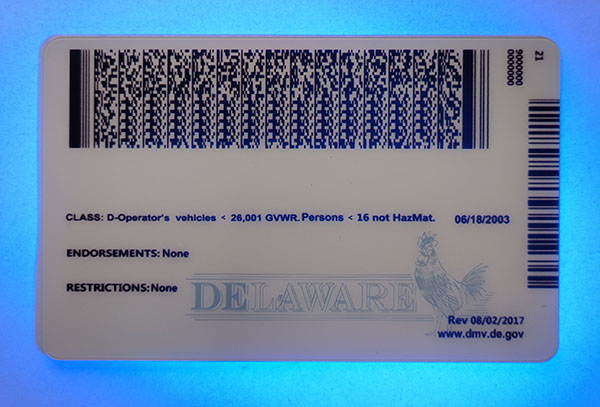 21
9000000
0000000
CLASS: D-Operator's vehicles < 26,001 GVWR. Persons < 16 not HazMat. 06/18/2003
ENDORSEMENTS: None
RESTRICTIONS: None
DELAWARE
Rev 08/02/2017
www.dmv.de.gov